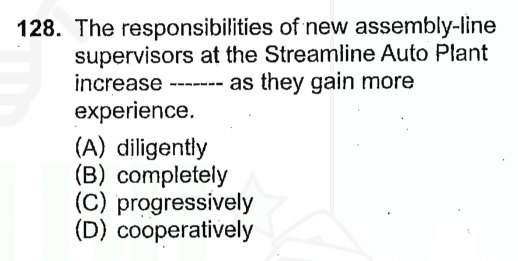 128. The responsibilities of new assembly-line
supervisors at the Streamline Auto Plant
increase ------- as they gain more
experience.
(A) diligently
(B) completely
(C) progressively
(D) cooperatively